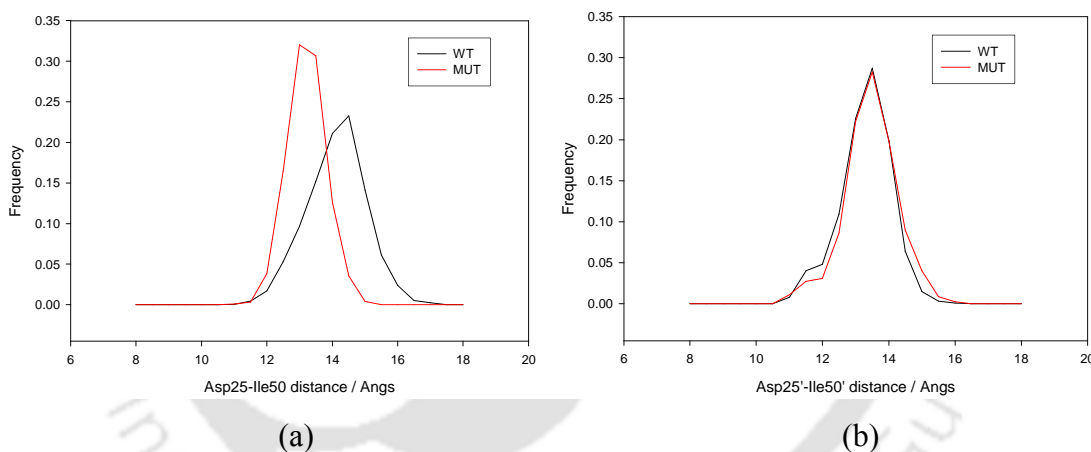 0.35
0.30
0.25
0.20
0.15
0.10
0.05
0.00
Frequency
WT
MUT
6 8 10 12 14 16 18 20
Asp25-Ile50 distance / Angs
(a)
0.35
0.30
0.25
0.20
0.15
0.10
0.05
0.00
Frequency
WT
MUT
6 8 10 12 14 16 18 20
Asp25'-Ile50' distance / Angs
(b)